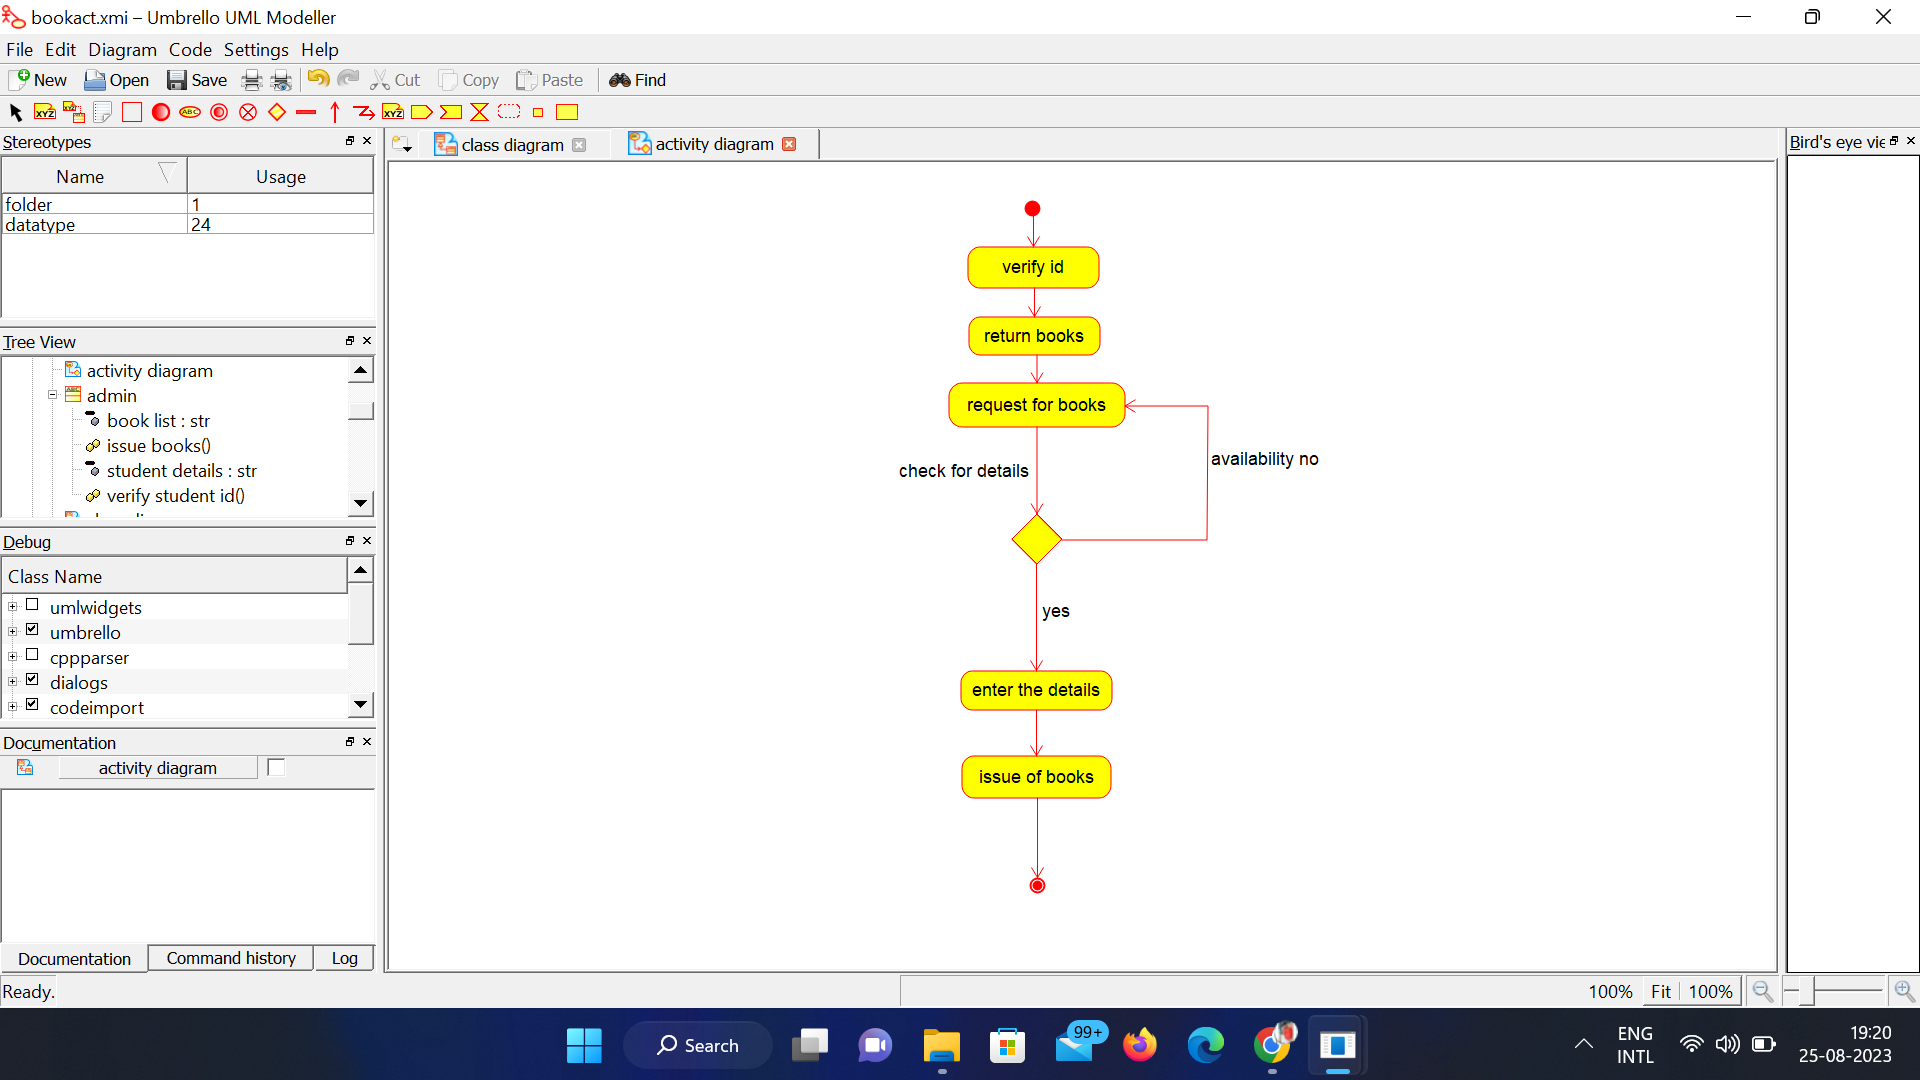 bookact.xmi – Umbrello UML Modeller
File Edit Diagram Code Settings Help
New Open Save Cut Copy Paste Find
XYZ XYZ ABC XYZ
Stereotypes
Name Usage
folder 1
datatype 24
Tree View
activity diagram
admin
book list : str
issue books()
student details : str
verify student id()
Debug
Class Name
umlwidgets
umbrello
cppparser
dialogs
codeimport
Documentation
activity diagram
Documentation Command history Log
class diagram activity diagram
verify id
return books
request for books
check for details
availability no
yes
enter the details
issue of books
Bird's eye vie
Ready.
100% Fit 100%
Search
99+
ENG
INTL
19:20
25-08-2023